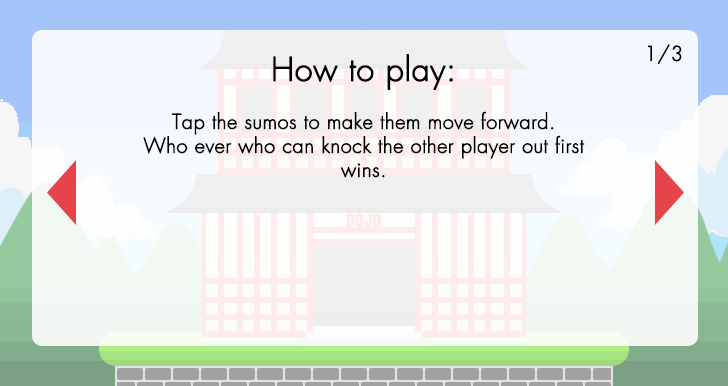 1/3
How to play:
Tap the sumos to make them move forward.
Who ever who can knock the other player out first
wins.
DOJO